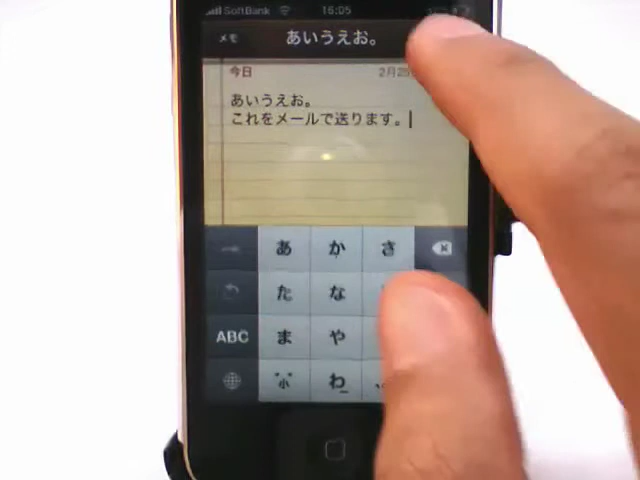 SoftBank 16:05
メモ あいうえお。
今日 2月25
あいうえお。
これをメールで送ります。
あ か さ
た な
ABC ま や
小 わ